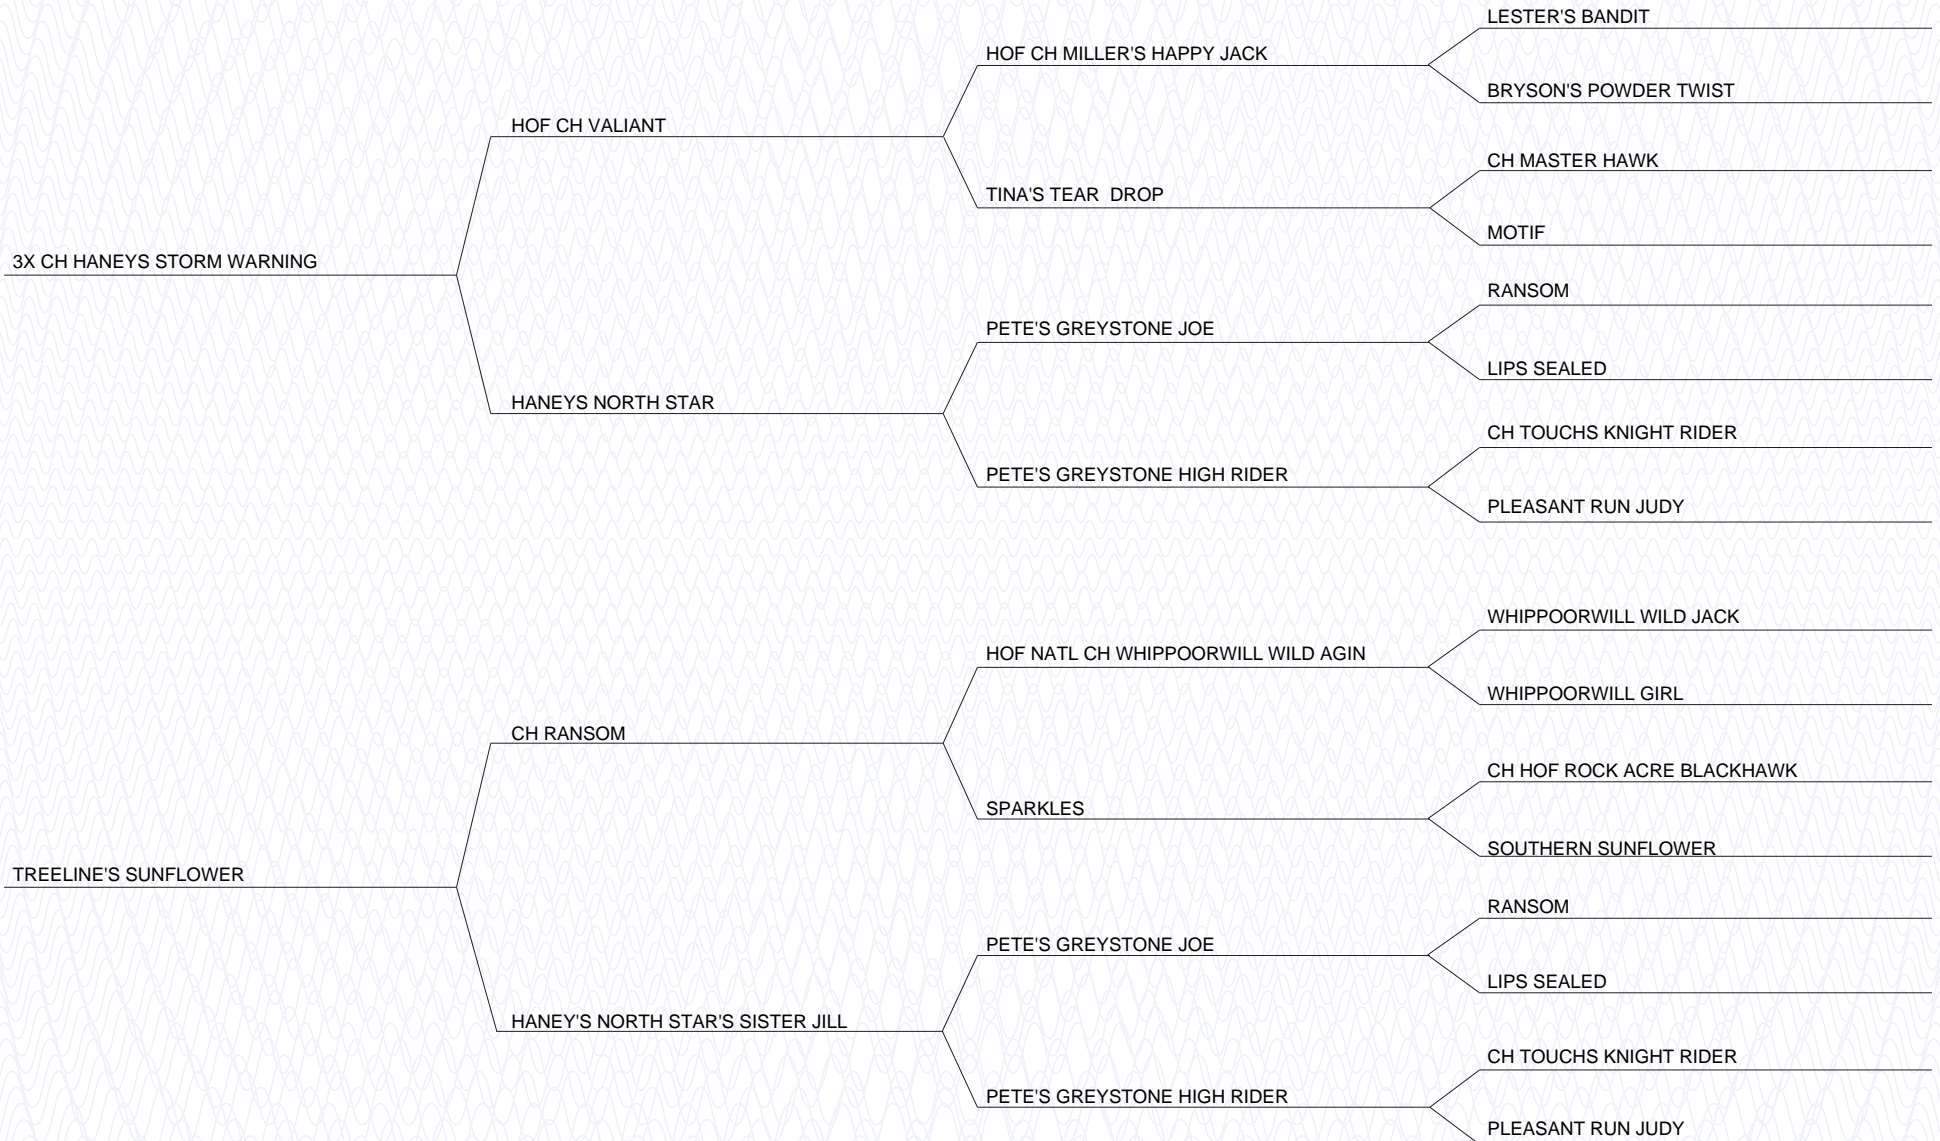 LESTER'S BANDIT
HOF CH MILLER'S HAPPY JACK
BRYSON'S POWDER TWIST
HOF CH VALIANT
CH MASTER HAWK
TINA'S TEAR  DROP
MOTIF
3X CH HANEYS STORM WARNING
RANSOM
PETE'S GREYSTONE JOE
LIPS SEALED
HANEYS NORTH STAR
CH TOUCHS KNIGHT RIDER
PETE'S GREYSTONE HIGH RIDER
PLEASANT RUN JUDY
WHIPPOORWILL WILD JACK
HOF NATL CH WHIPPOORWILL WILD AGIN
WHIPPOORWILL GIRL
CH RANSOM
CH HOF ROCK ACRE BLACKHAWK
SPARKLES
SOUTHERN SUNFLOWER
TREELINE'S SUNFLOWER
RANSOM
PETE'S GREYSTONE JOE
LIPS SEALED
HANEY'S NORTH STAR'S SISTER JILL
CH TOUCHS KNIGHT RIDER
PETE'S GREYSTONE HIGH RIDER
PLEASANT RUN JUDY